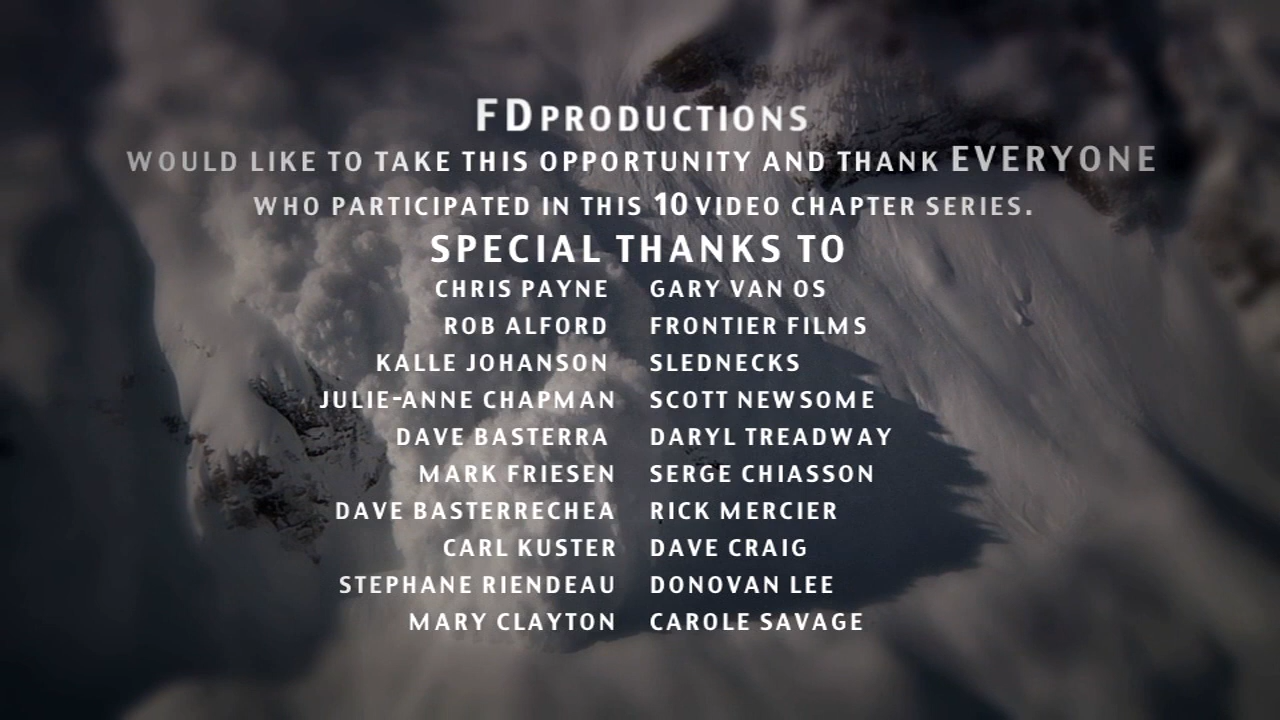 FDPRODUCTIONS
WOULD LIKE TO TAKE THIS OPPORTUNITY AND THANK EVERYONE
WHO PARTICIPATED IN THIS 10 VIDEO CHAPTER SERIES.
SPECIAL THANKS TO
CHRIS PAYNE GARY VAN OS
ROB ALFORD FRONTIER FILMS
KALLE JOHANSON SLEDNECKS
JULIE-ANNE CHAPMAN SCOTT NEWSOME
DAVE BASTERRA DARYL TREADWAY
MARK FRIESEN SERGE CHIASSON
DAVE BASTERRECHEA RICK MERCIER
CARL KUSTER DAVE CRAIG
STEPHANE RIENDEAU DONOVAN LEE
MARY CLAYTON CAROLE SAVAGE